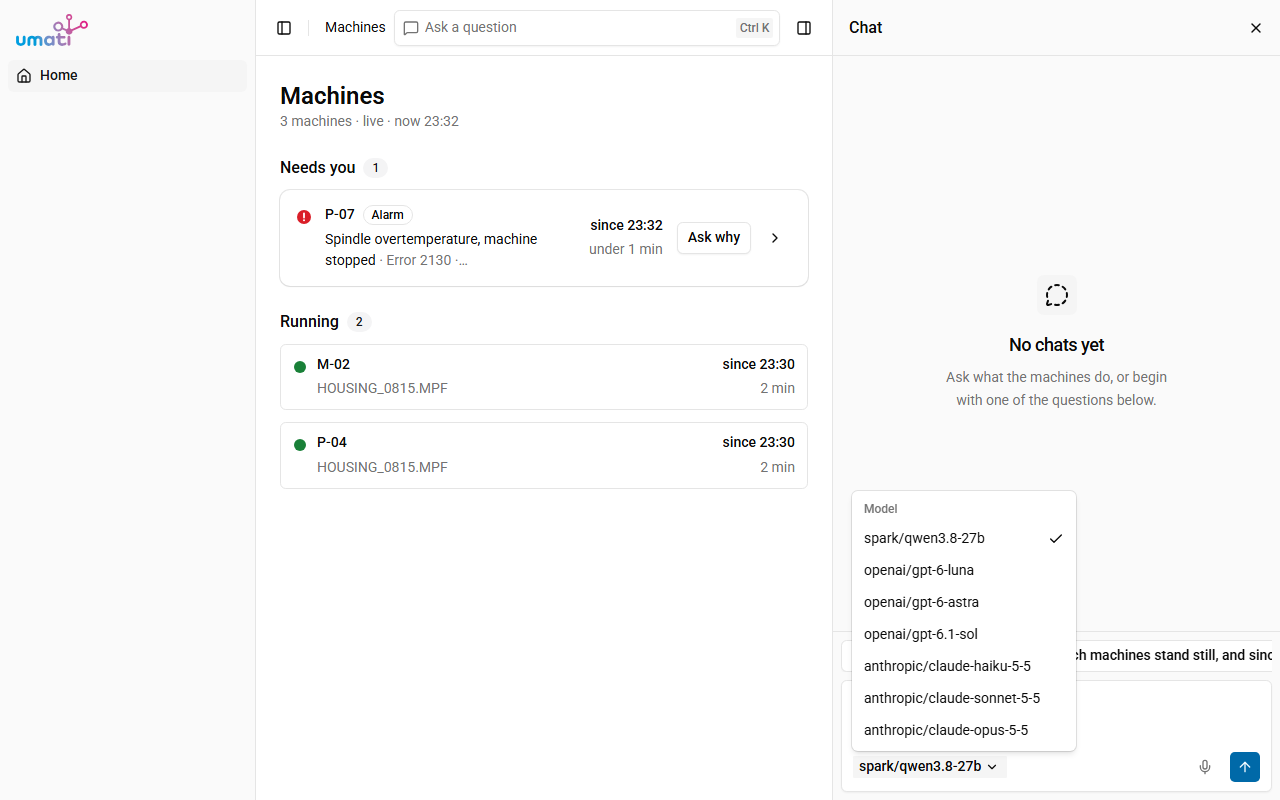 umati
Home
Machines
Ask a question
Ctrl K
Machines
3 machines · live · now 23:32
Needs you 1
P-07 Alarm
Spindle overtemperature, machine
stopped · Error 2130 ·…
since 23:32
under 1 min
Ask why
Running 2
M-02
HOUSING_0815.MPF
since 23:30
2 min
P-04
HOUSING_0815.MPF
since 23:30
2 min
Chat
No chats yet
Ask what the machines do, or begin
with one of the questions below.
Model
spark/qwen3.8-27b
openai/gpt-6-luna
openai/gpt-6-astra
openai/gpt-6.1-sol
anthropic/claude-haiku-5-5
anthropic/claude-sonnet-5-5
anthropic/claude-opus-5-5
ch machines stand still, and sinc
spark/qwen3.8-27b